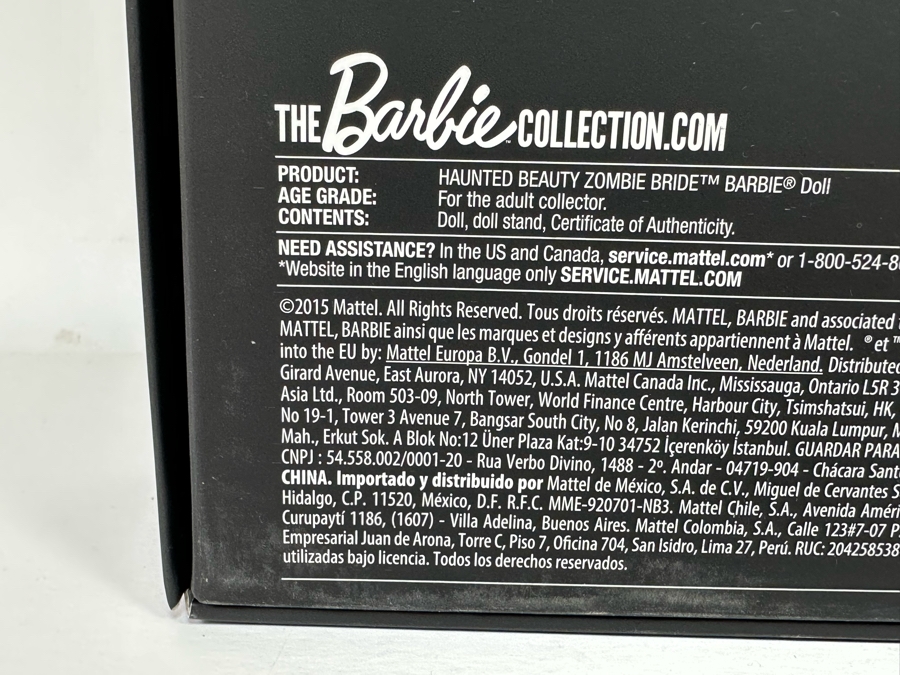 THE Barbie™ COLLECTION.COM
PRODUCT: HAUNTED BEAUTY ZOMBIE BRIDE™ BARBIE® Doll
AGE GRADE: For the adult collector.
CONTENTS: Doll, doll stand, Certificate of Authenticity.
NEED ASSISTANCE? In the US and Canada, service.mattel.com* or 1-800-524-8
*Website in the English language only SERVICE.MATTEL.COM
©2015 Mattel. All Rights Reserved. Tous droits réservés. MATTEL, BARBIE and associated
MATTEL, BARBIE ainsi que les marques et designs y afférents appartiennent à Mattel. ® et ™
into the EU by: Mattel Europa B.V., Gondel 1, 1186 MJ Amstelveen, Nederland. Distributed
Girard Avenue, East Aurora, NY 14052, U.S.A. Mattel Canada Inc., Mississauga, Ontario L5R 3
Asia Ltd., Room 503-09, North Tower, World Finance Centre, Harbour City, Tsimshatsui, HK,
No 19-1, Tower 3 Avenue 7, Bangsar South City, No 8, Jalan Kerinchi, 59200 Kuala Lumpur, M
Mah., Erkut Sok. A Blok No:12 Üner Plaza Kat:9-10 34752 İçerenköy İstanbul. GUARDAR PARA
CNPJ : 54.558.002/0001-20 - Rua Verbo Divino, 1488 - 2º. Andar - 04719-904 - Chácara Sant
CHINA. Importado y distribuido por Mattel de México, S.A. de C.V., Miguel de Cervantes S
Hidalgo, C.P. 11520, México, D.F. R.F.C. MME-920701-NB3. Mattel Chile, S.A., Avenida Améri
Curupaytí 1186, (1607) - Villa Adelina, Buenos Aires. Mattel Colombia, S.A., Calle 123#7-07 P
Empresarial Juan de Arona, Torre C, Piso 7, Oficina 704, San Isidro, Lima 27, Perú. RUC: 204258538
utilizadas bajo licencia. Todos los derechos reservados.